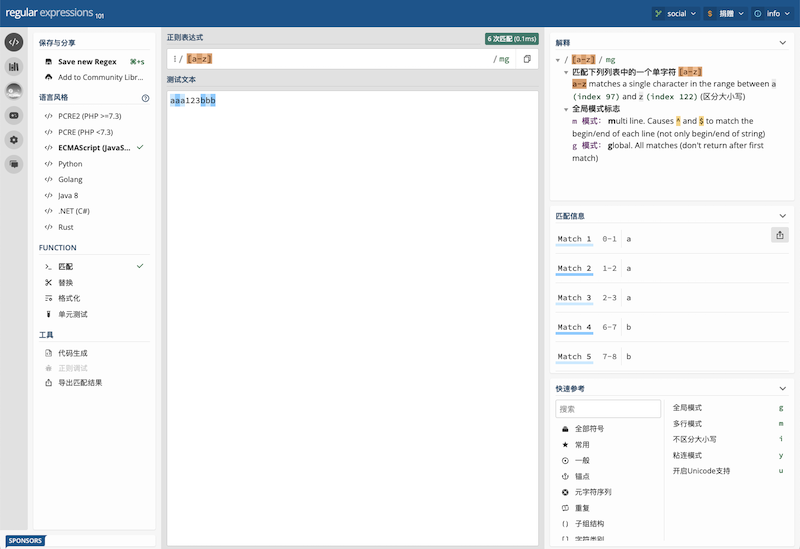 regular expressions 101
social
捐赠
info
保存与分享
Save new Regex
⌘+s
Add to Community Libr...
语言风格
PCRE2 (PHP >=7.3)
PCRE (PHP <7.3)
ECMAScript (JavaS...
Python
Golang
Java 8
.NET (C#)
Rust
FUNCTION
匹配
替换
格式化
单元测试
工具
代码生成
正则调试
导出匹配结果
SPONSORS
正则表达式
6 次匹配 (0.1ms)
/ [a-z] / mg
测试文本
aaa123bbb
解释
/ [a-z] / mg
匹配下列列表中的一个单字符 [a-z]
a-z matches a single character in the range between a
(index 97) and z (index 122) (区分大小写)
全局模式标志
m 模式: multi line. Causes ^ and $ to match the
begin/end of each line (not only begin/end of string)
g 模式: global. All matches (don't return after first
match)
匹配信息
Match 1 0-1 a
Match 2 1-2 a
Match 3 2-3 a
Match 4 6-7 b
Match 5 7-8 b
快速参考
搜索
全部符号
常用
一般
锚点
元字符序列
重复
子组结构
字符类别
全局模式 g
多行模式 m
不区分大小写 i
粘连模式 y
开启Unicode支持 u